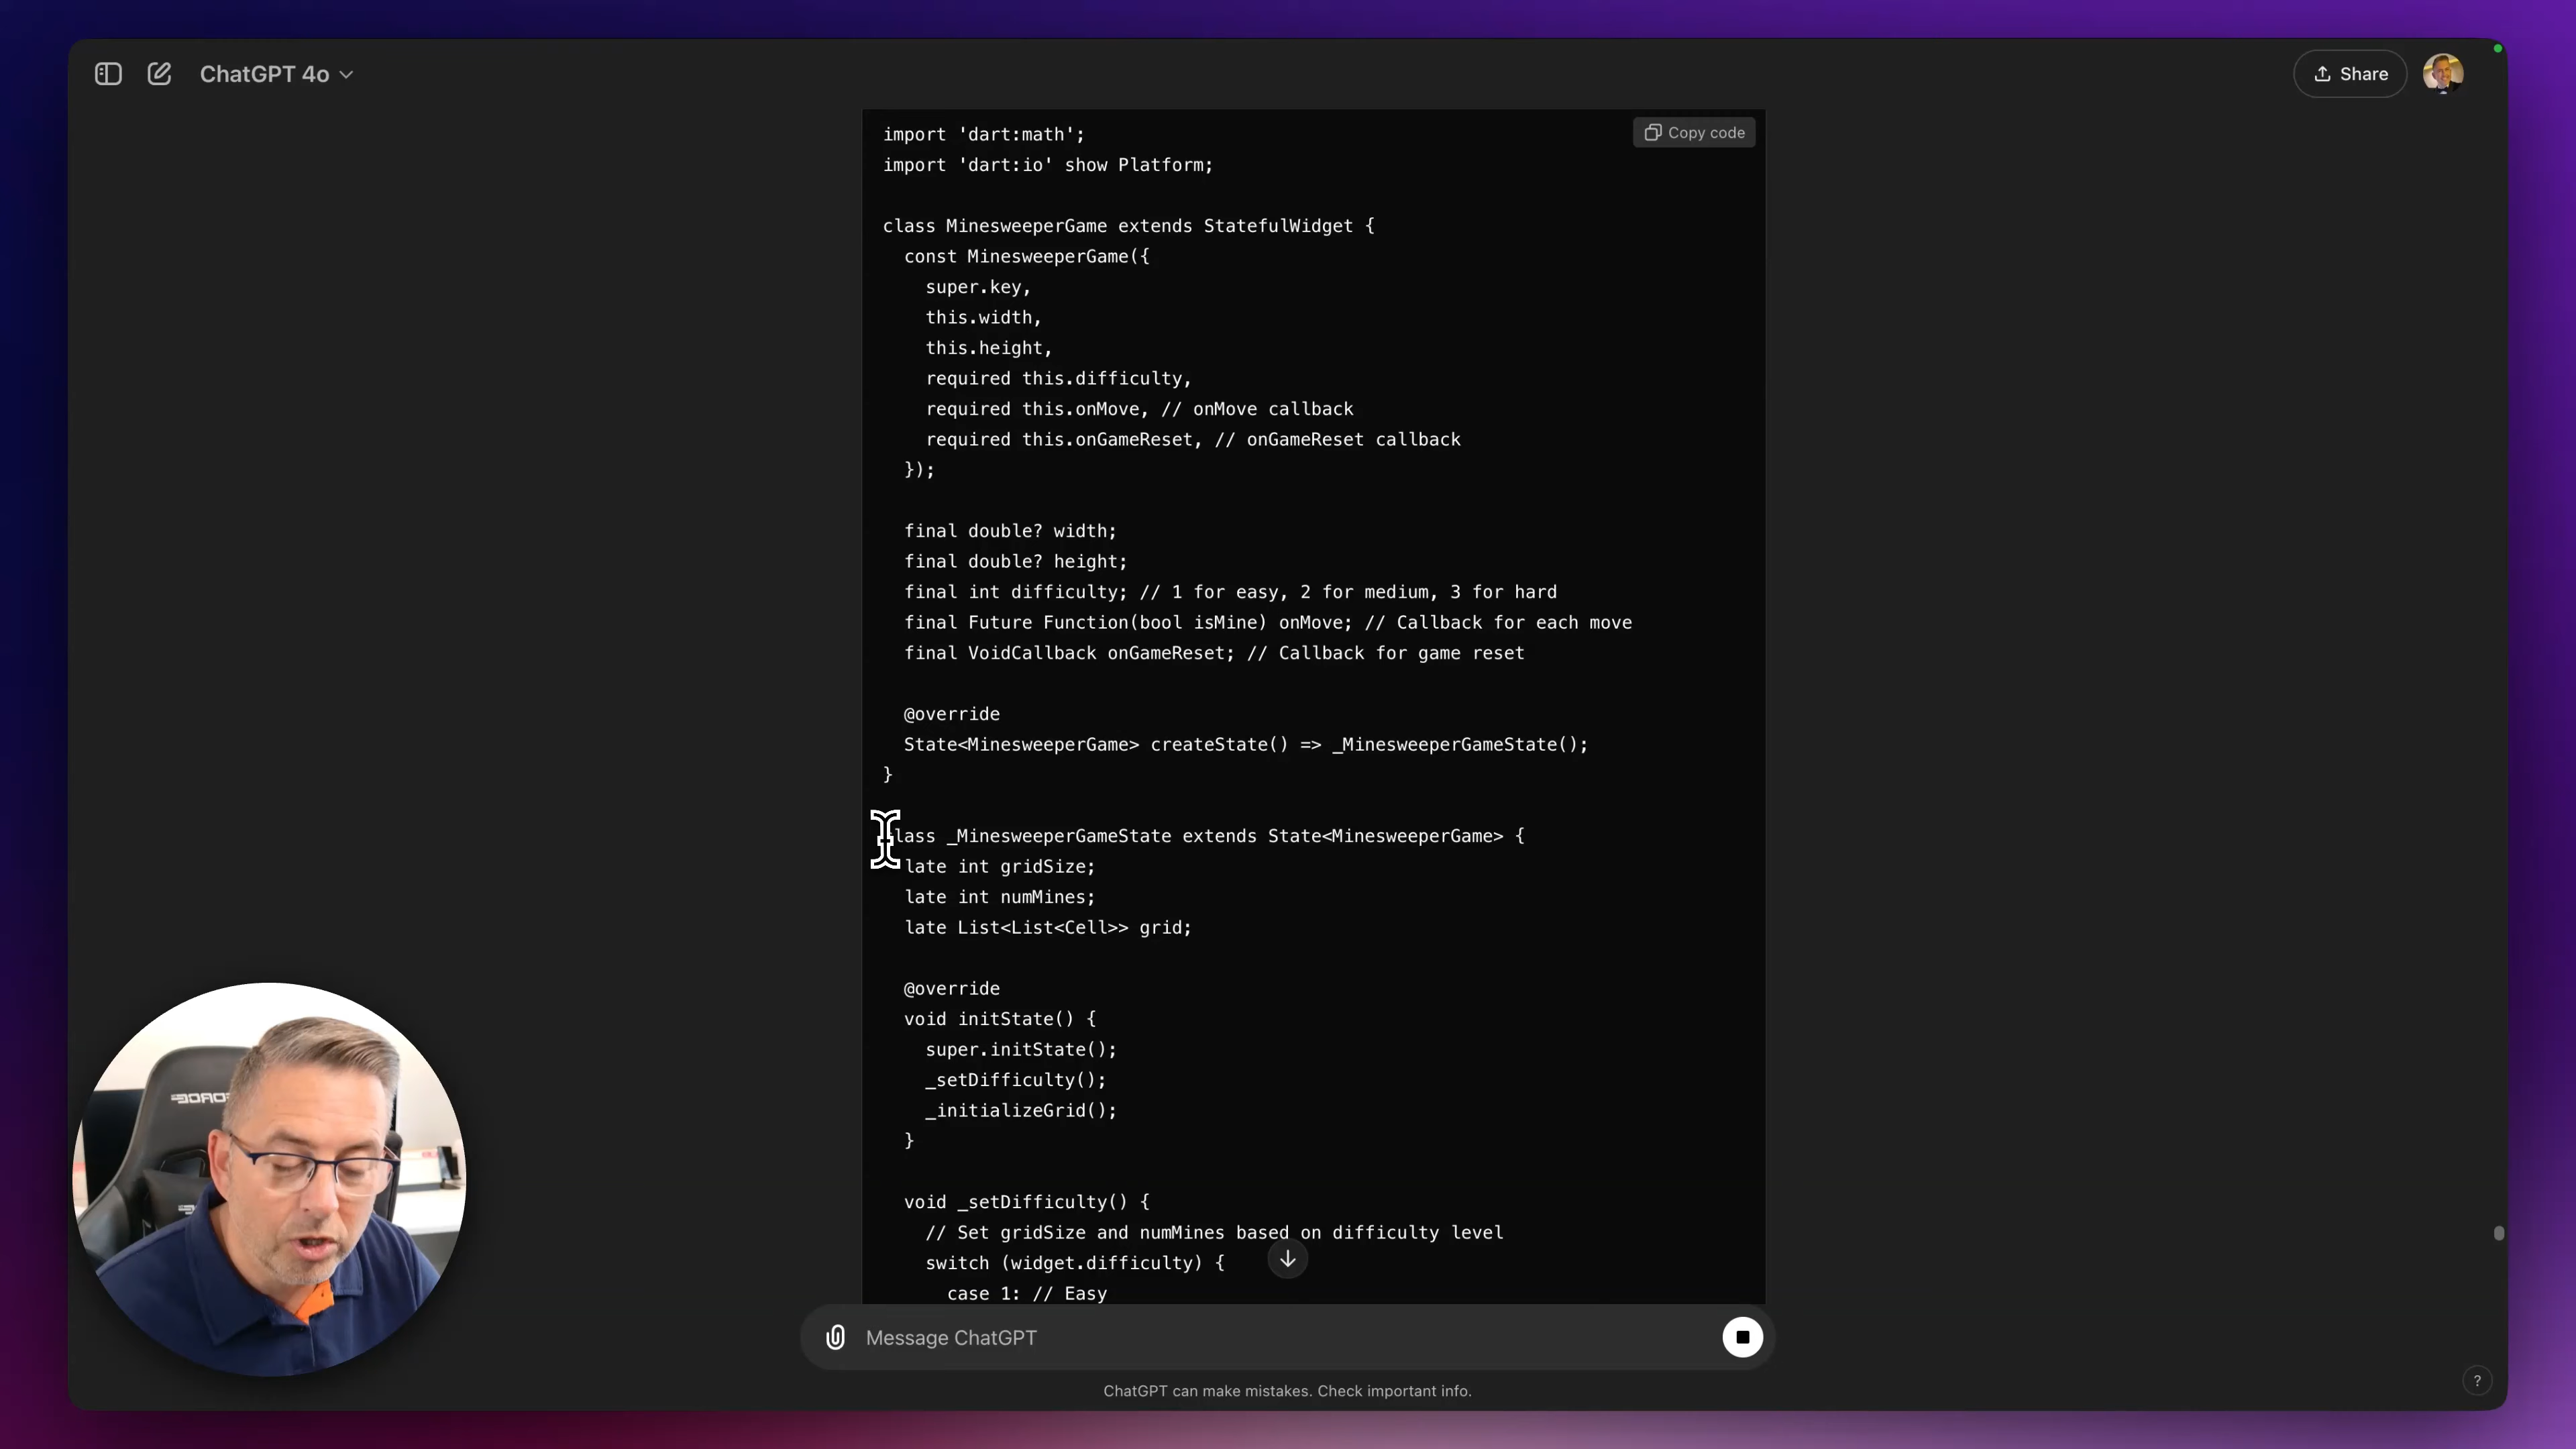 ChatGPT 4o
Share
Copy code
import 'dart:math';
import 'dart:io' show Platform;
class MinesweeperGame extends StatefulWidget {
const MinesweeperGame({
super.key,
this.width,
this.height,
required this.difficulty,
required this.onMove, // onMove callback
required this.onGameReset, // onGameReset callback
});
final double? width;
final double? height;
final int difficulty; // 1 for easy, 2 for medium, 3 for hard
final Future Function(bool isMine) onMove; // Callback for each move
final VoidCallback onGameReset; // Callback for game reset
@override
State<MinesweeperGame> createState() => _MinesweeperGameState();
}
class _MinesweeperGameState extends State<MinesweeperGame> {
late int gridSize;
late int numMines;
late List<List<Cell>> grid;
@override
void initState() {
super.initState();
_setDifficulty();
_initializeGrid();
}
void _setDifficulty() {
// Set gridSize and numMines based on difficulty level
switch (widget.difficulty) {
case 1: // Easy
Message ChatGPT
ChatGPT can make mistakes. Check important info.
?